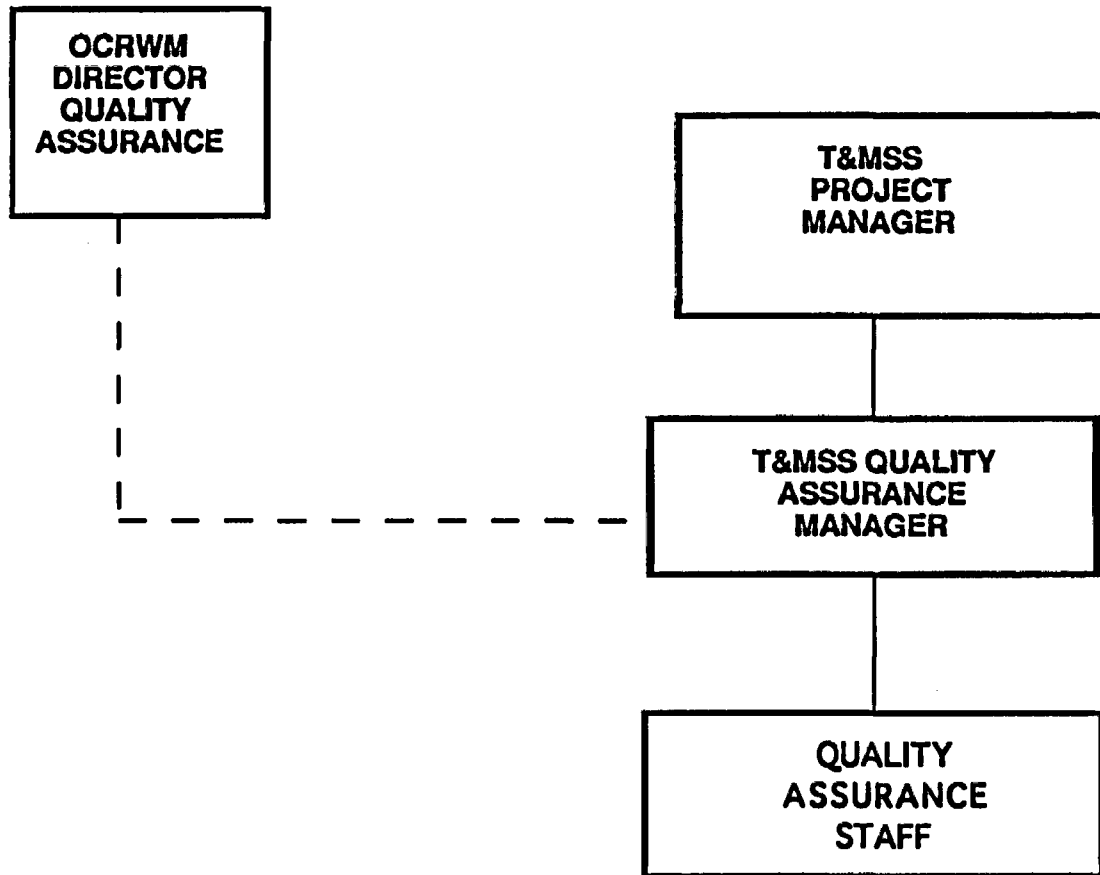 OCRWM
DIRECTOR
QUALITY
ASSURANCE
T&MSS
PROJECT
MANAGER
T&MSS QUALITY
ASSURANCE
MANAGER
QUALITY
ASSURANCE
STAFF